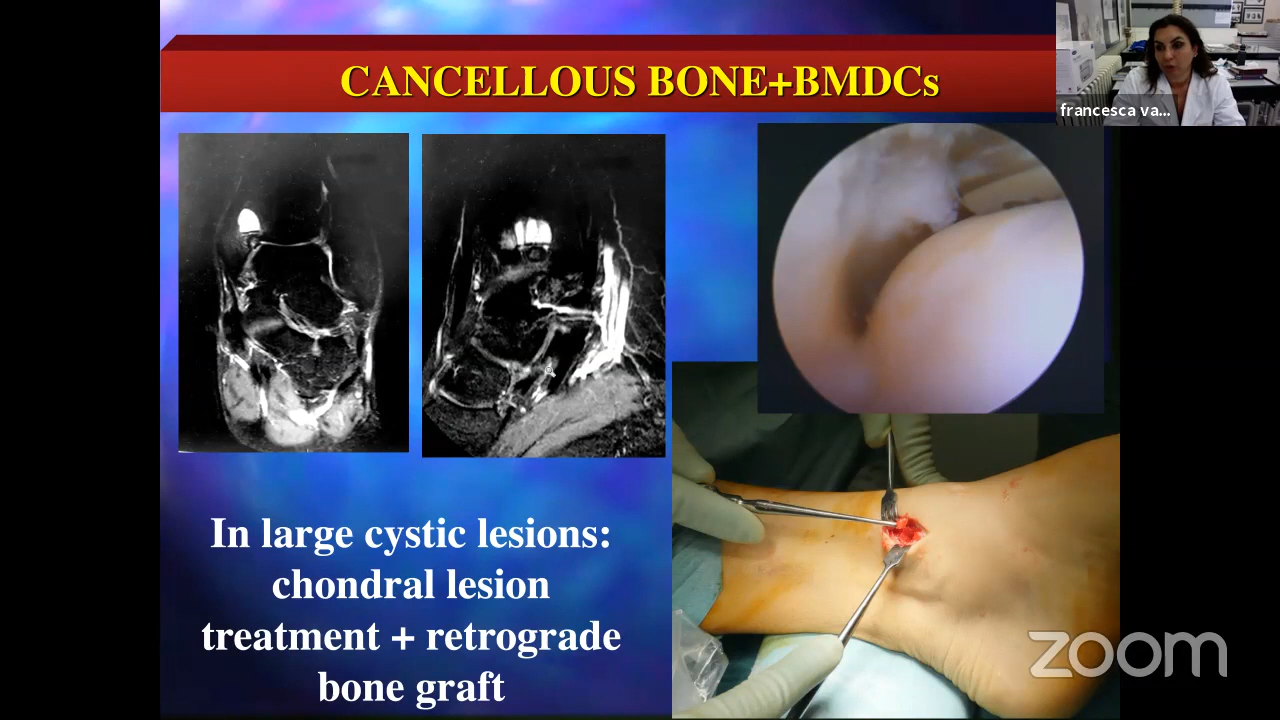 CANCELLOUS BONE+BMDCs
francesca va...
In large cystic lesions:
chondral lesion
treatment + retrograde
bone graft
zoom